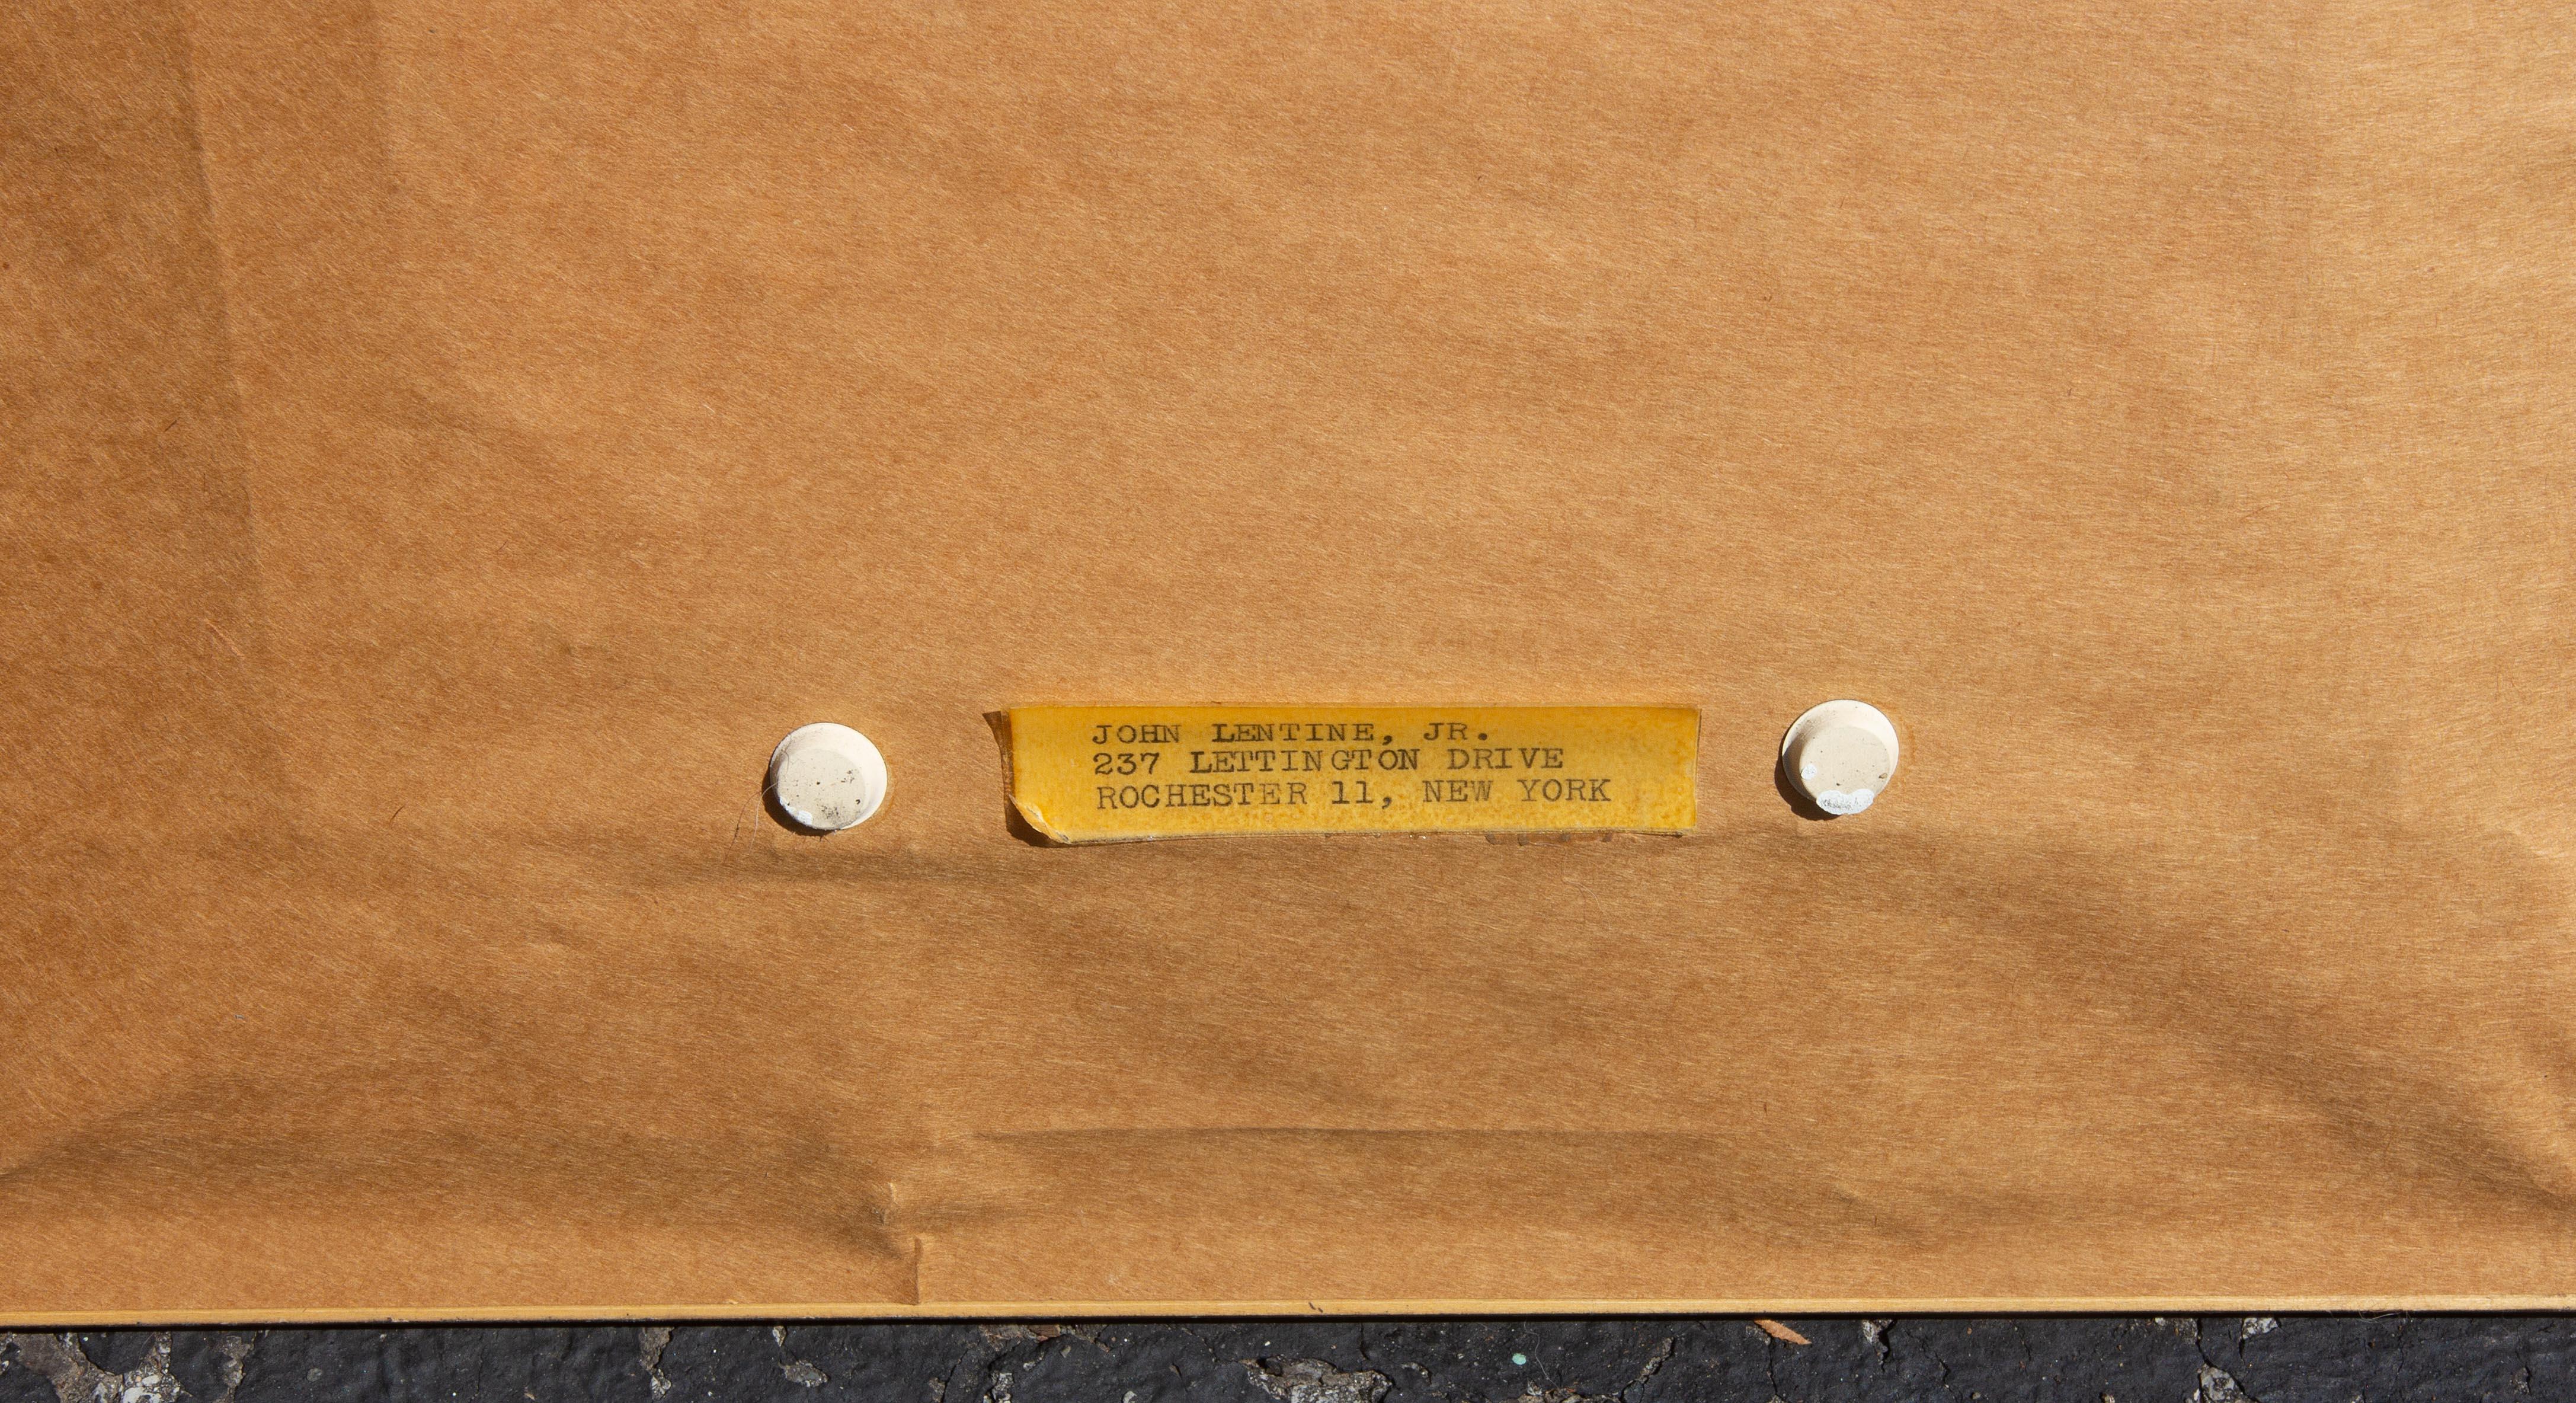 JOHN LENTINE, JR.
237 LETTINGTON DRIVE
ROCHESTER 11, NEW YORK